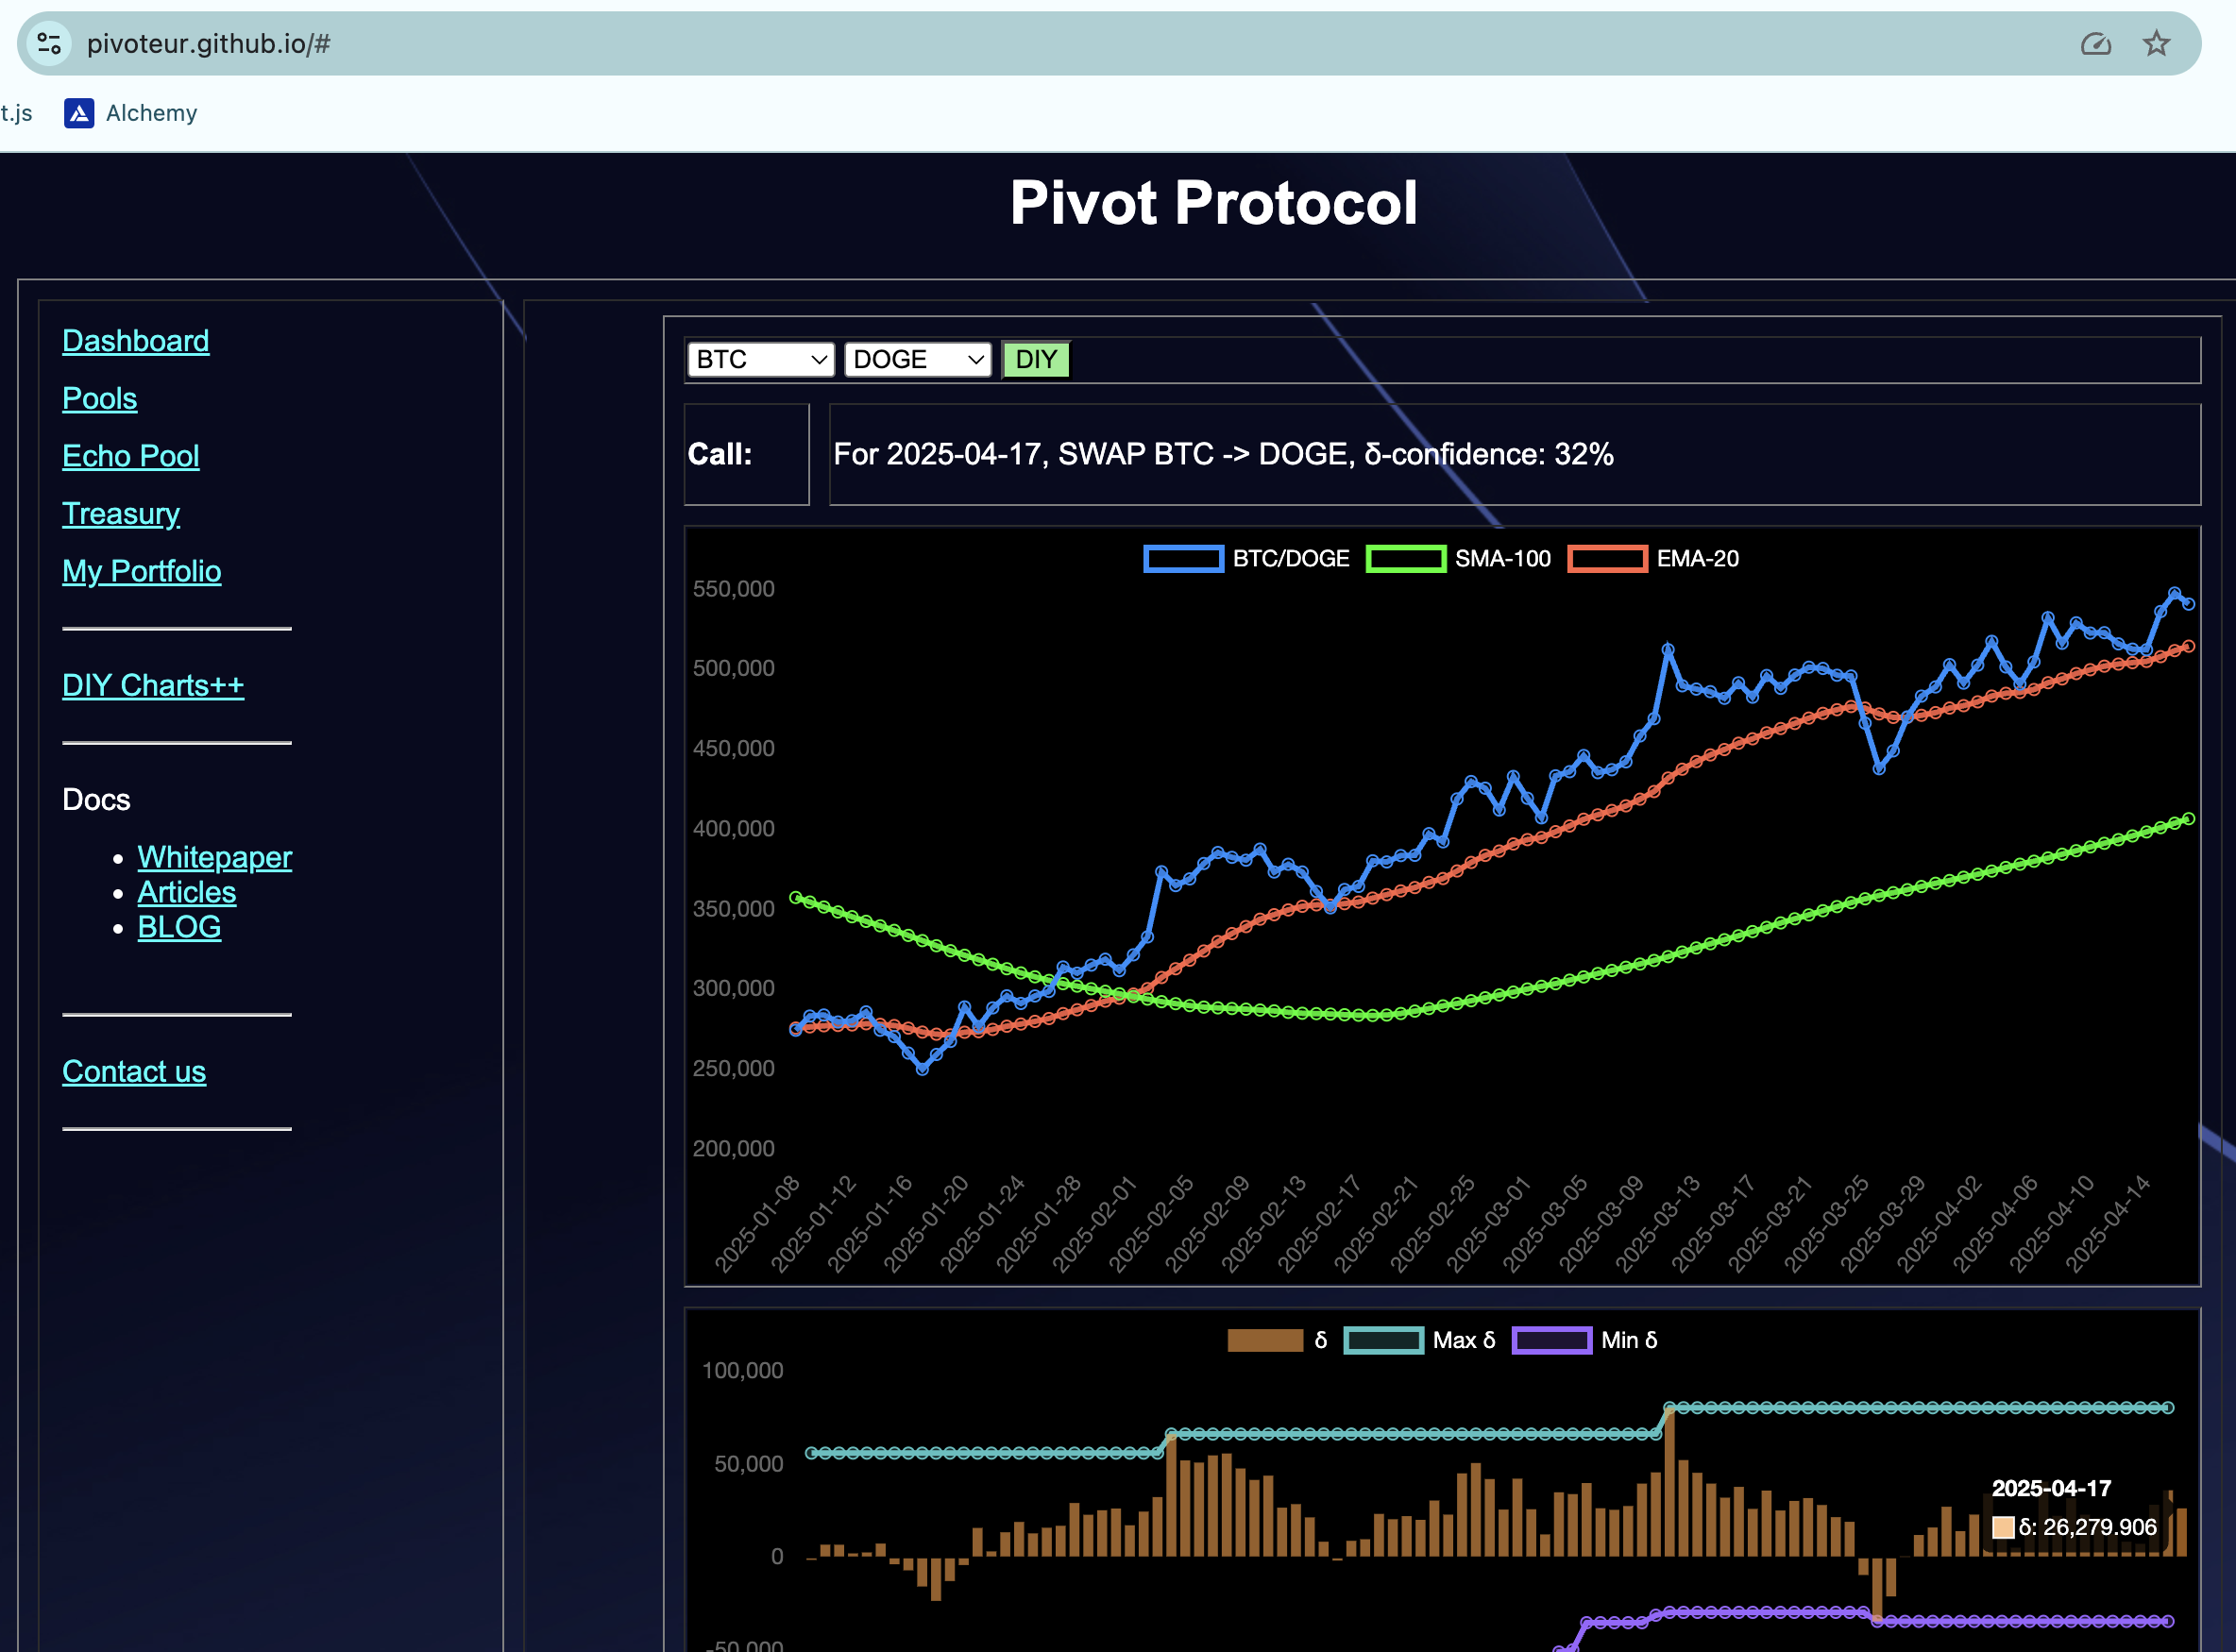 pivoteur.github.io/#
t.js Alchemy
Pivot Protocol
Dashboard
Pools
Echo Pool
Treasury
My Portfolio
DIY Charts++
Docs
Whitepaper
Articles
BLOG
Contact us
BTC DOGE DIY
Call: For 2025-04-17, SWAP BTC -> DOGE, δ-confidence: 32%
BTC/DOGE SMA-100 EMA-20
550,000
500,000
450,000
400,000
350,000
300,000
250,000
200,000
2025-01-08 2025-01-12 2025-01-16 2025-01-20 2025-01-24 2025-01-28 2025-02-01 2025-02-05 2025-02-09 2025-02-13 2025-02-17 2025-02-21 2025-02-25 2025-03-01 2025-03-05 2025-03-09 2025-03-13 2025-03-17 2025-03-21 2025-03-25 2025-03-29 2025-04-02 2025-04-06 2025-04-10 2025-04-14
δ Max δ Min δ
100,000
50,000
0
-50,000
2025-04-17
δ: 26,279.906